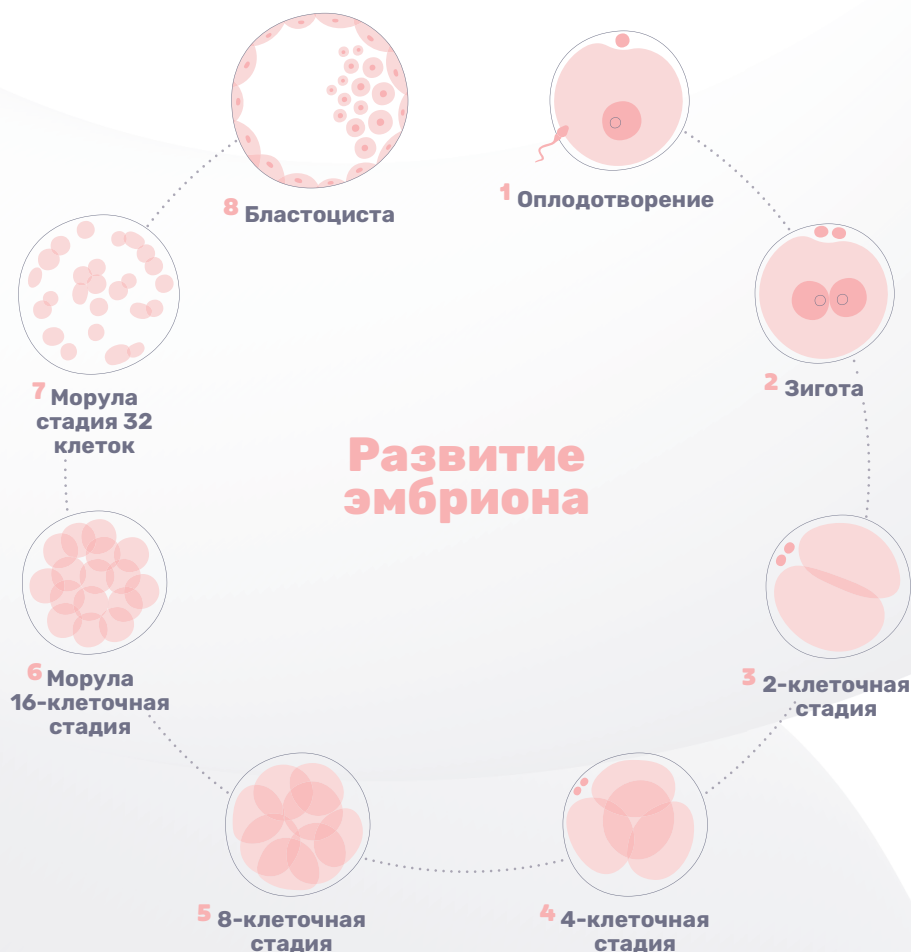 Развитие
эмбриона
1 Оплодотворение
2 Зигота
3 2-клеточная
стадия
4 4-клеточная
стадия
5 8-клеточная
стадия
6 Морула
16-клеточная
стадия
7 Морула
стадия 32
клеток
8 Бластоциста